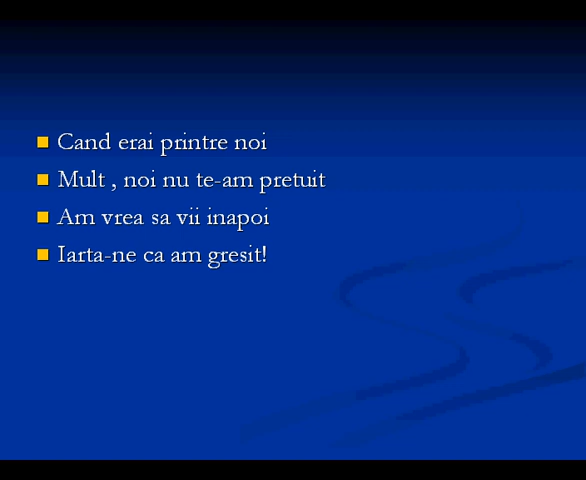 Cand erai printre noi
Mult , noi nu te-am pretuit
Am vrea sa vii inapoi
Iarta-ne ca am gresit!